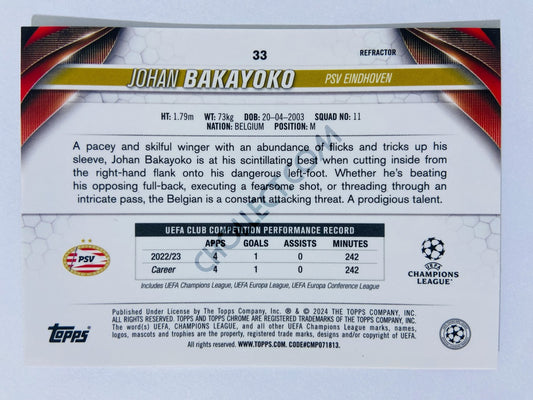 33
REFRACTOR
JOHAN BAKAYOKO
PSV EINDHOVEN
HT: 1.79m WT: 73kg DOB: 20-04-2003 SQUAD NO: 11
NATION: BELGIUM POSITION: M
A pacey and skilful winger with an abundance of flicks and tricks up his
sleeve, Johan Bakayoko is at his scintillating best when cutting inside from
the right-hand flank onto his dangerous left-foot. Whether he's beating
his opposing full-back, executing a fearsome shot, or threading through an
intricate pass, the Belgian is a constant attacking threat. A prodigious talent.
UEFA CLUB COMPETITION PERFORMANCE RECORD
APPS GOALS ASSISTS MINUTES
2022/23 4 1 0 242
Career 4 1 0 242
Includes UEFA Champions League, UEFA Europa League, UEFA Europa Conference League
PSV
UEFA
CHAMPIONS
LEAGUE
CHOLLECT.COM
Topps
Published Under License by The Topps Company, Inc. ® & © 2024 THE TOPPS COMPANY, INC.
ALL RIGHTS RESERVED. TOPPS AND TOPPS CHROME ARE REGISTERED TRADEMARKS OF THE TOPPS COMPANY, INC.
The word(s) UEFA, CHAMPIONS LEAGUE, and all other UEFA Champions League marks, names,
logos, mascots and trophies are the property, registered trade marks, designs and/or copyright of UEFA.
All rights reserved. WWW.TOPPS.COM. CODE#CMP071813.